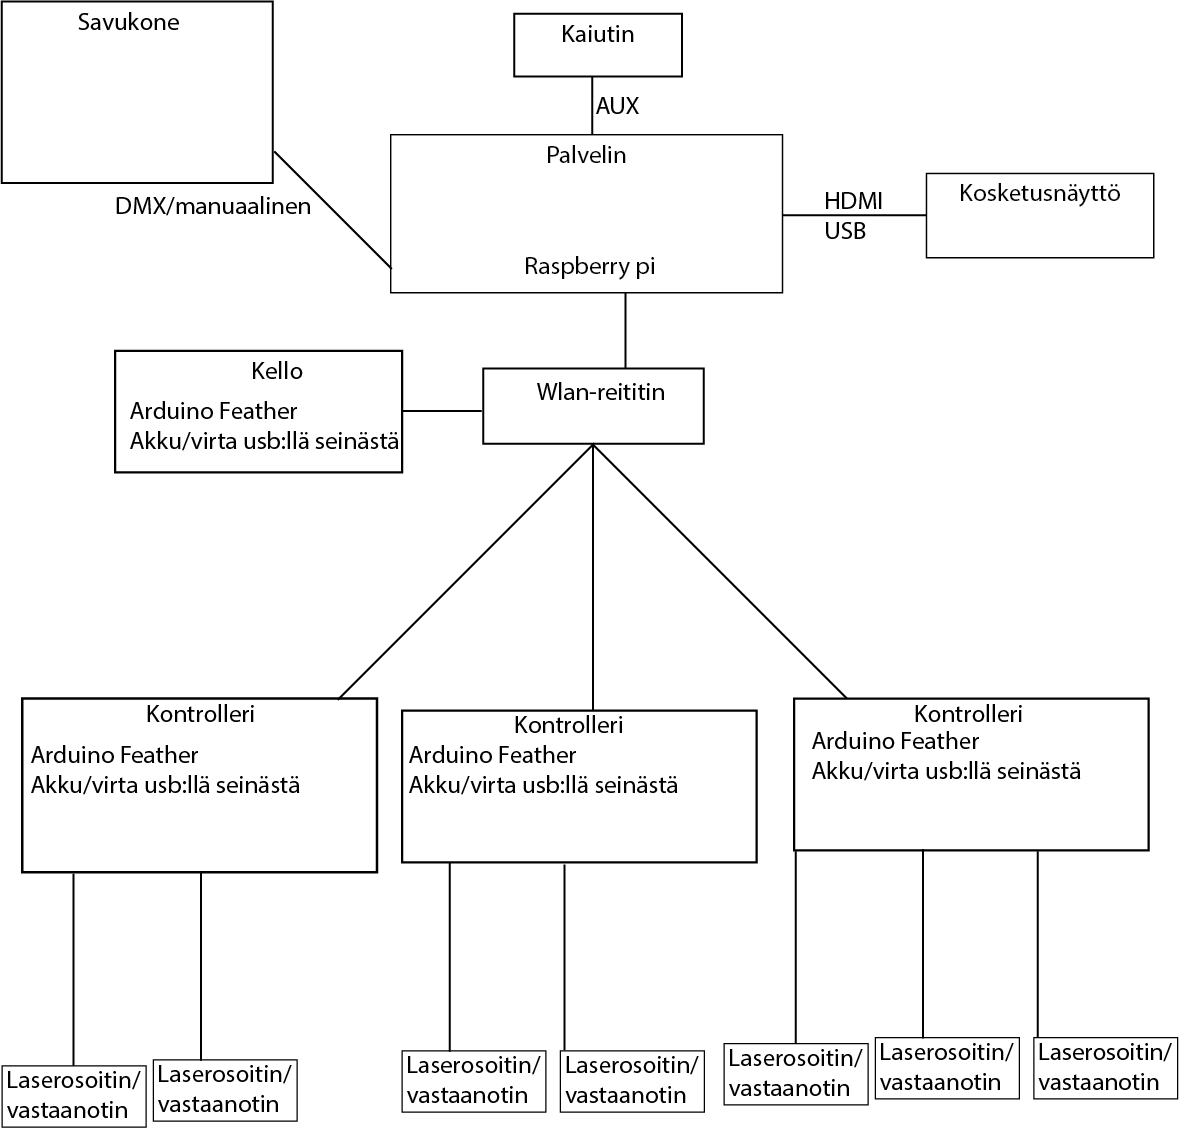 Savukone
Kaiutin
AUX
Palvelin
Raspberry pi
DMX/manuaalinen
HDMI
USB
Kosketusnäyttö
Kello
Arduino Feather
Akku/virta usb:llä seinästä
Wlan-reititin
Kontrolleri
Arduino Feather
Akku/virta usb:llä seinästä
Kontrolleri
Arduino Feather
Akku/virta usb:llä seinästä
Kontrolleri
Arduino Feather
Akku/virta usb:llä seinästä
Laserosoitin/
vastaanotin
Laserosoitin/
vastaanotin
Laserosoitin/
vastaanotin
Laserosoitin/
vastaanotin
Laserosoitin/
vastaanotin
Laserosoitin/
vastaanotin
Laserosoitin/
vastaanotin